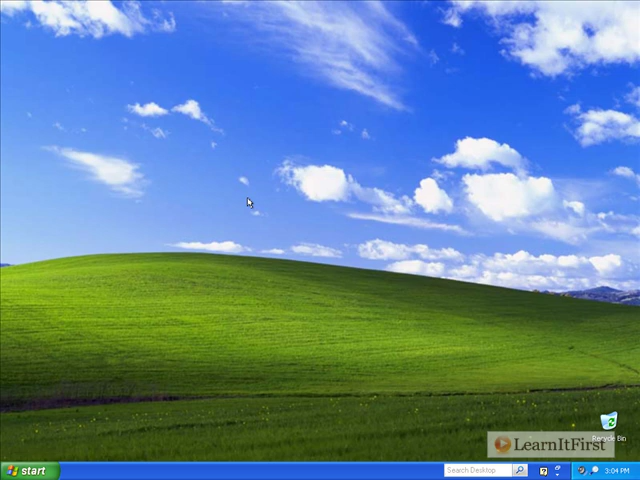 Recycle Bin
LearnItFirst
start
Search Desktop
?
3:04 PM